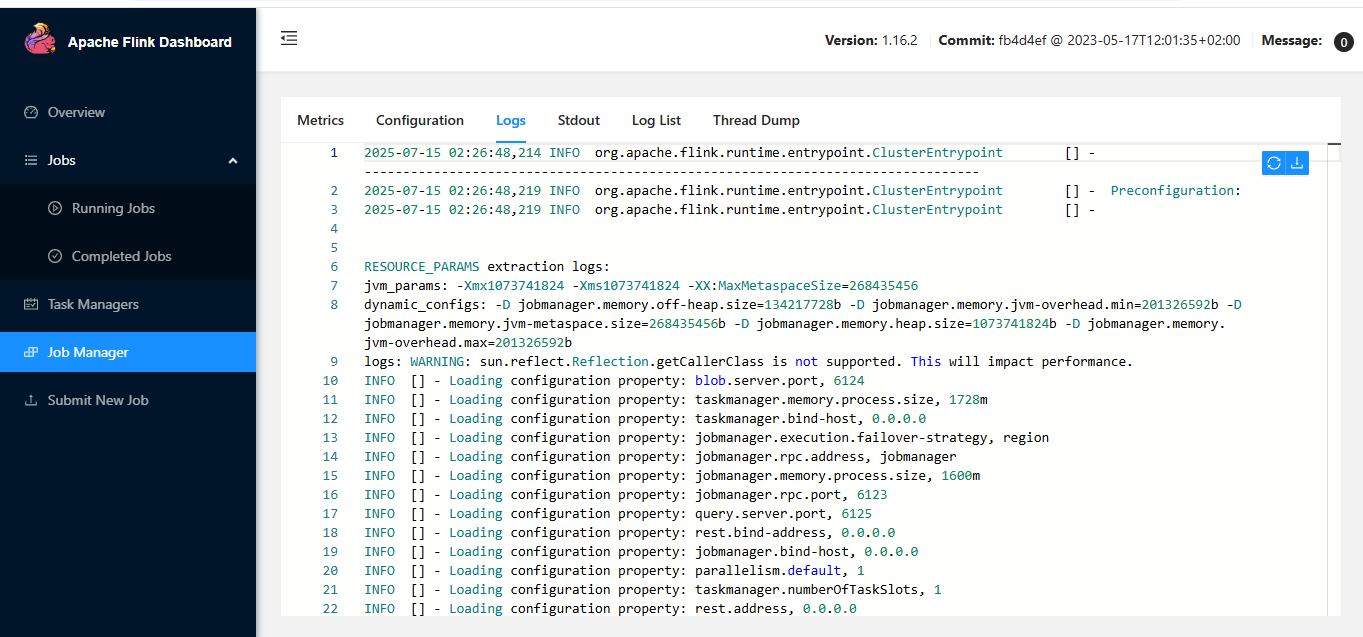 Apache Flink Dashboard
Version: 1.16.2 Commit: fb4d4ef @ 2023-05-17T12:01:35+02:00 Message: 0
Overview
Jobs
Running Jobs
Completed Jobs
Task Managers
Job Manager
Submit New Job
Metrics Configuration Logs Stdout Log List Thread Dump
1 2025-07-15 02:26:48,214 INFO org.apache.flink.runtime.entrypoint.ClusterEntrypoint [] -
--------------------------------------------------------------------------------
2 2025-07-15 02:26:48,219 INFO org.apache.flink.runtime.entrypoint.ClusterEntrypoint [] - Preconfiguration:
3 2025-07-15 02:26:48,219 INFO org.apache.flink.runtime.entrypoint.ClusterEntrypoint [] -
4
5
6 RESOURCE_PARAMS extraction logs:
7 jvm_params: -Xmx1073741824 -Xms1073741824 -XX:MaxMetaspaceSize=268435456
8 dynamic_configs: -D jobmanager.memory.off-heap.size=134217728b -D jobmanager.memory.jvm-overhead.min=201326592b -D
jobmanager.memory.jvm-metaspace.size=268435456b -D jobmanager.memory.heap.size=1073741824b -D jobmanager.memory.
jvm-overhead.max=201326592b
9 logs: WARNING: sun.reflect.Reflection.getCallerClass is not supported. This will impact performance.
10 INFO [] - Loading configuration property: blob.server.port, 6124
11 INFO [] - Loading configuration property: taskmanager.memory.process.size, 1728m
12 INFO [] - Loading configuration property: taskmanager.bind-host, 0.0.0.0
13 INFO [] - Loading configuration property: jobmanager.execution.failover-strategy, region
14 INFO [] - Loading configuration property: jobmanager.rpc.address, jobmanager
15 INFO [] - Loading configuration property: jobmanager.memory.process.size, 1600m
16 INFO [] - Loading configuration property: jobmanager.rpc.port, 6123
17 INFO [] - Loading configuration property: query.server.port, 6125
18 INFO [] - Loading configuration property: rest.bind-address, 0.0.0.0
19 INFO [] - Loading configuration property: jobmanager.bind-host, 0.0.0.0
20 INFO [] - Loading configuration property: parallelism.default, 1
21 INFO [] - Loading configuration property: taskmanager.numberOfTaskSlots, 1
22 INFO [] - Loading configuration property: rest.address, 0.0.0.0